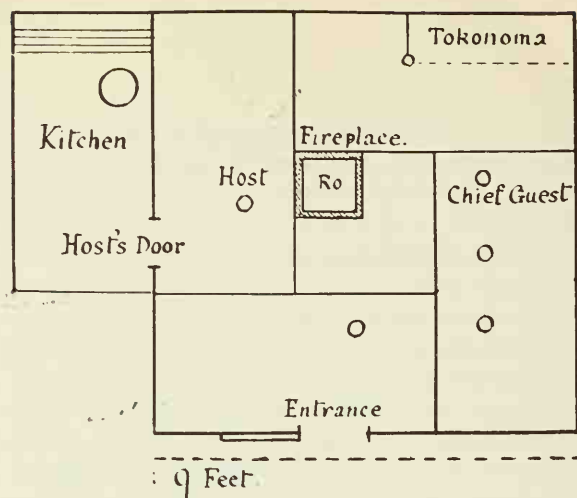 Tokonoma
Kitchen
Fireplace.
Host
Ro
Chief Guest
Host's Door
Entrance
: 9 Feet